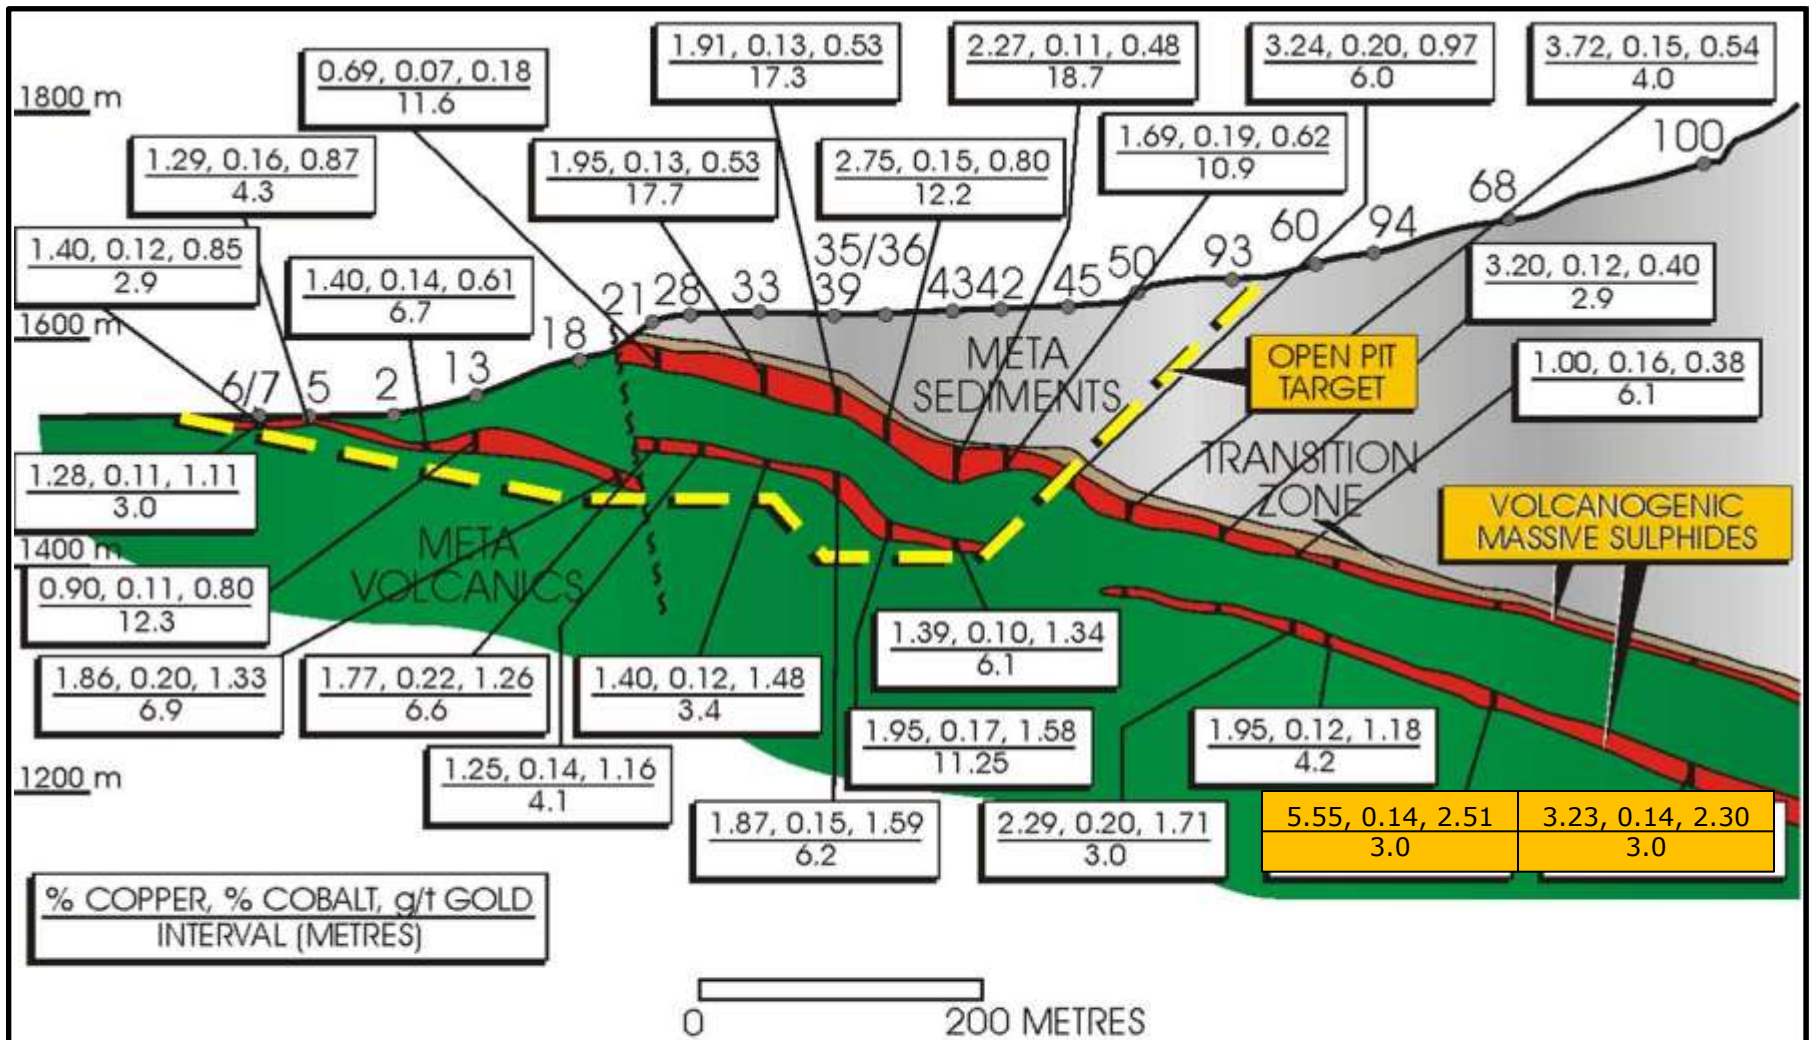 1.91, 0.13, 0.53
17.3
2.27, 0.11, 0.48
18.7
3.24, 0.20, 0.97
6.0
3.72, 0.15, 0.54
4.0
0.69, 0.07, 0.18
11.6
1800 m
1.29, 0.16, 0.87
4.3
1.95, 0.13, 0.53
17.7
2.75, 0.15, 0.80
12.2
1.69, 0.19, 0.62
10.9
100
68
94
60
93
50
45
42
43
35/36
39
33
28
21
18
13
2
5
6/7
1.40, 0.12, 0.85
2.9
1.40, 0.14, 0.61
6.7
3.20, 0.12, 0.40
2.9
1600 m
META
SEDIMENTS
OPEN PIT
TARGET
1.00, 0.16, 0.38
6.1
TRANSITION
ZONE
VOLCANOGENIC
MASSIVE SULPHIDES
1.28, 0.11, 1.11
3.0
1400 m
META
VOLCANICS
0.90, 0.11, 0.80
12.3
1.39, 0.10, 1.34
6.1
1.86, 0.20, 1.33
6.9
1.77, 0.22, 1.26
6.6
1.40, 0.12, 1.48
3.4
1.95, 0.17, 1.58
11.25
1.95, 0.12, 1.18
4.2
1200 m
1.25, 0.14, 1.16
4.1
1.87, 0.15, 1.59
6.2
2.29, 0.20, 1.71
3.0
5.55, 0.14, 2.51
3.0
3.23, 0.14, 2.30
3.0
% COPPER, % COBALT, g/t GOLD
INTERVAL (METRES)
0 200 METRES